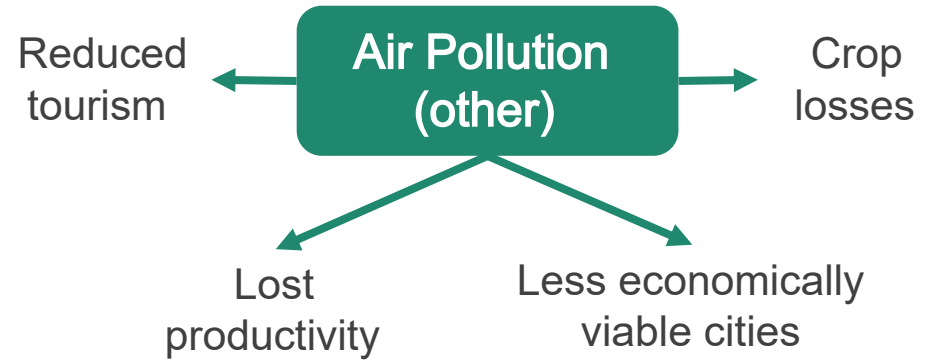 Reduced
tourism
Air Pollution
(other)
Crop
losses
Lost
productivity
Less economically
viable cities